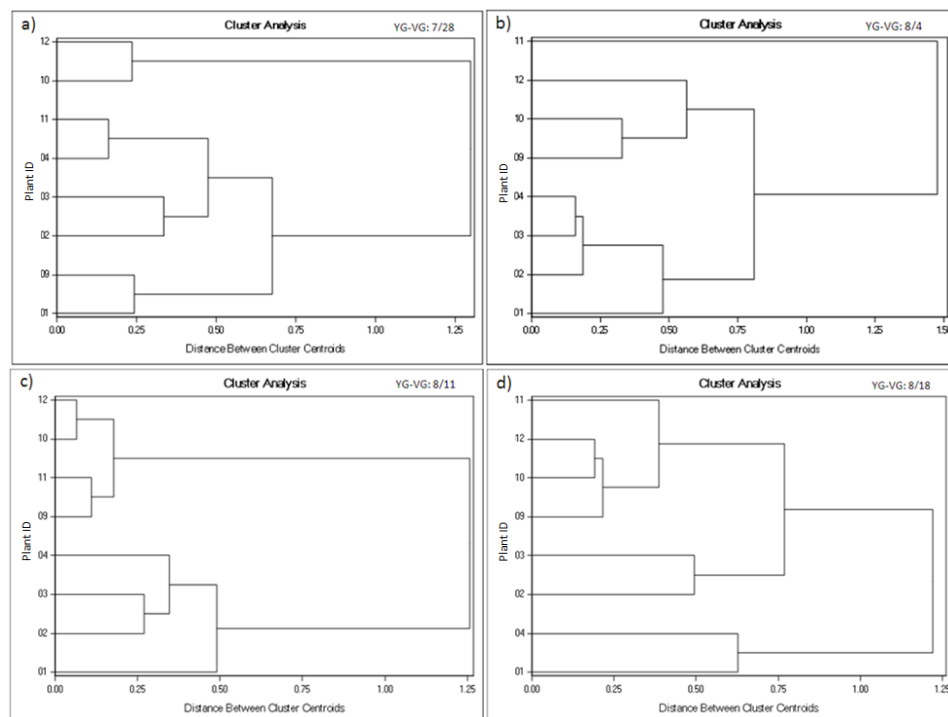 a)
Cluster Analysis
YG-VG: 7/28
Plant ID
12
10
11
04
03
02
09
01
0.00 0.25 0.50 0.75 1.00 1.25
Distance Between Cluster Centroids
b)
Cluster Analysis
YG-VG: 8/4
Plant ID
11
12
10
09
04
03
02
01
0.00 0.25 0.50 0.75 1.00 1.25 1.50
Distance Between Cluster Centroids
c)
Cluster Analysis
YG-VG: 8/11
Plant ID
12
10
11
09
04
03
02
01
0.00 0.25 0.50 0.75 1.00 1.25
Distance Between Cluster Centroids
d)
Cluster Analysis
YG-VG: 8/18
Plant ID
11
12
10
09
03
02
04
01
0.00 0.25 0.50 0.75 1.00 1.25
Distance Between Cluster Centroids